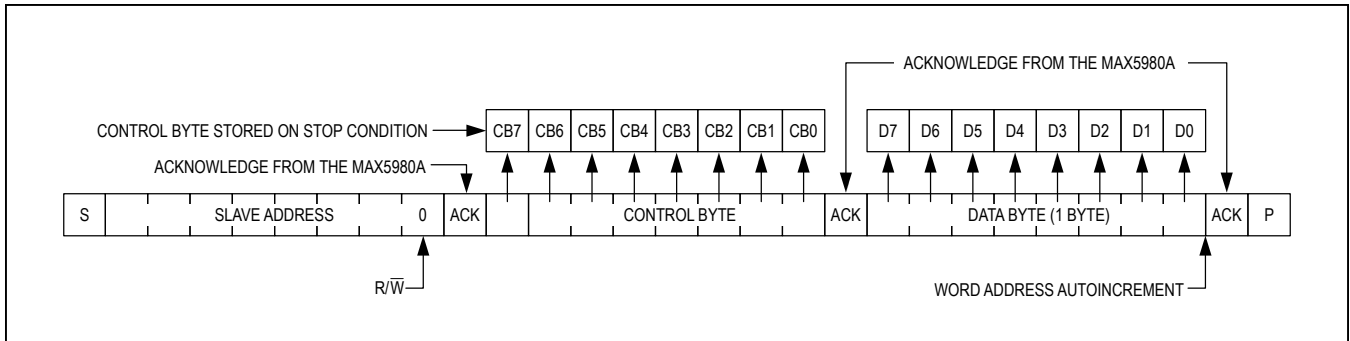 ACKNOWLEDGE FROM THE MAX5980A
CONTROL BYTE STORED ON STOP CONDITION CB7 CB6 CB5 CB4 CB3 CB2 CB1 CB0 D7 D6 D5 D4 D3 D2 D1 D0
ACKNOWLEDGE FROM THE MAX5980A
S SLAVE ADDRESS 0 ACK CONTROL BYTE ACK DATA BYTE (1 BYTE) ACK P
R/W̅ WORD ADDRESS AUTOINCREMENT